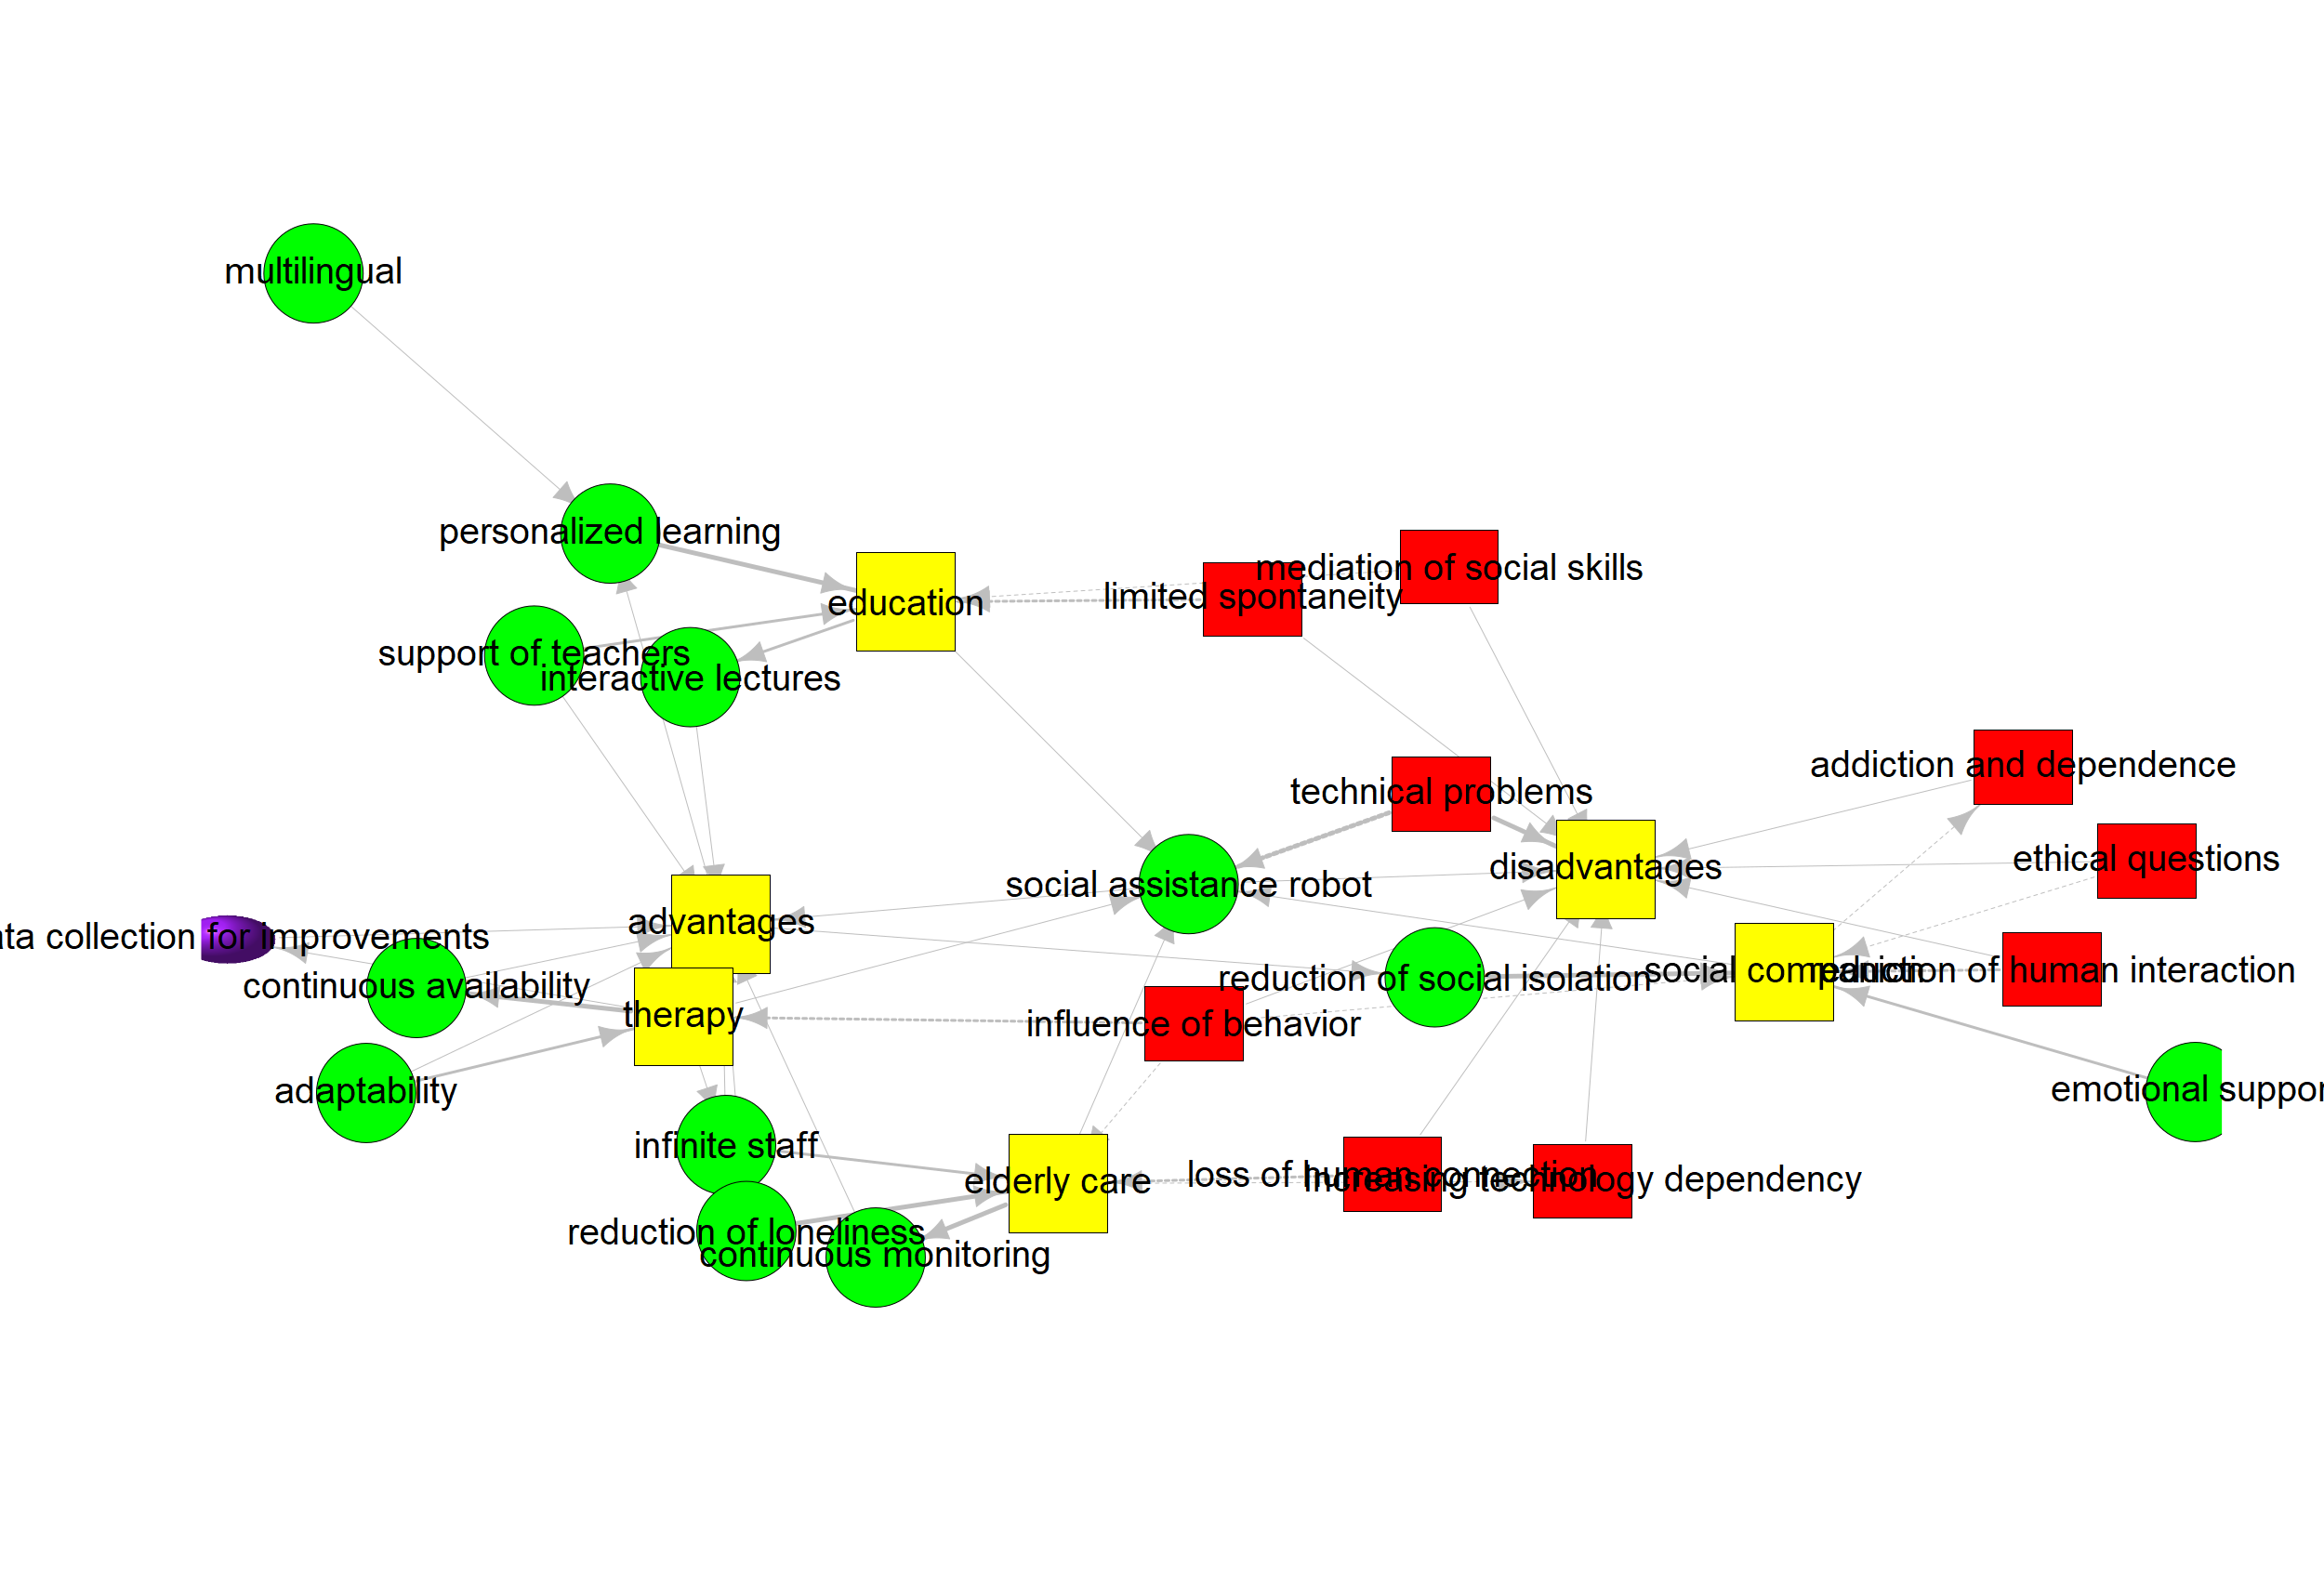 multilingual
personalized learning
education
mediation of social skills
limited spontaneity
support of teachers
interactive lectures
addiction and dependence
technical problems
ethical questions
disadvantages
social assistance robot
advantages
collection for improvements
continuous availability
reduction of social isolation
social companion
reduction of human interaction
therapy
influence of behavior
adaptability
emotional
infinite staff
elderly care
loss of human connection
Increasing technology dependency
reduction of loneliness
continuous monitoring